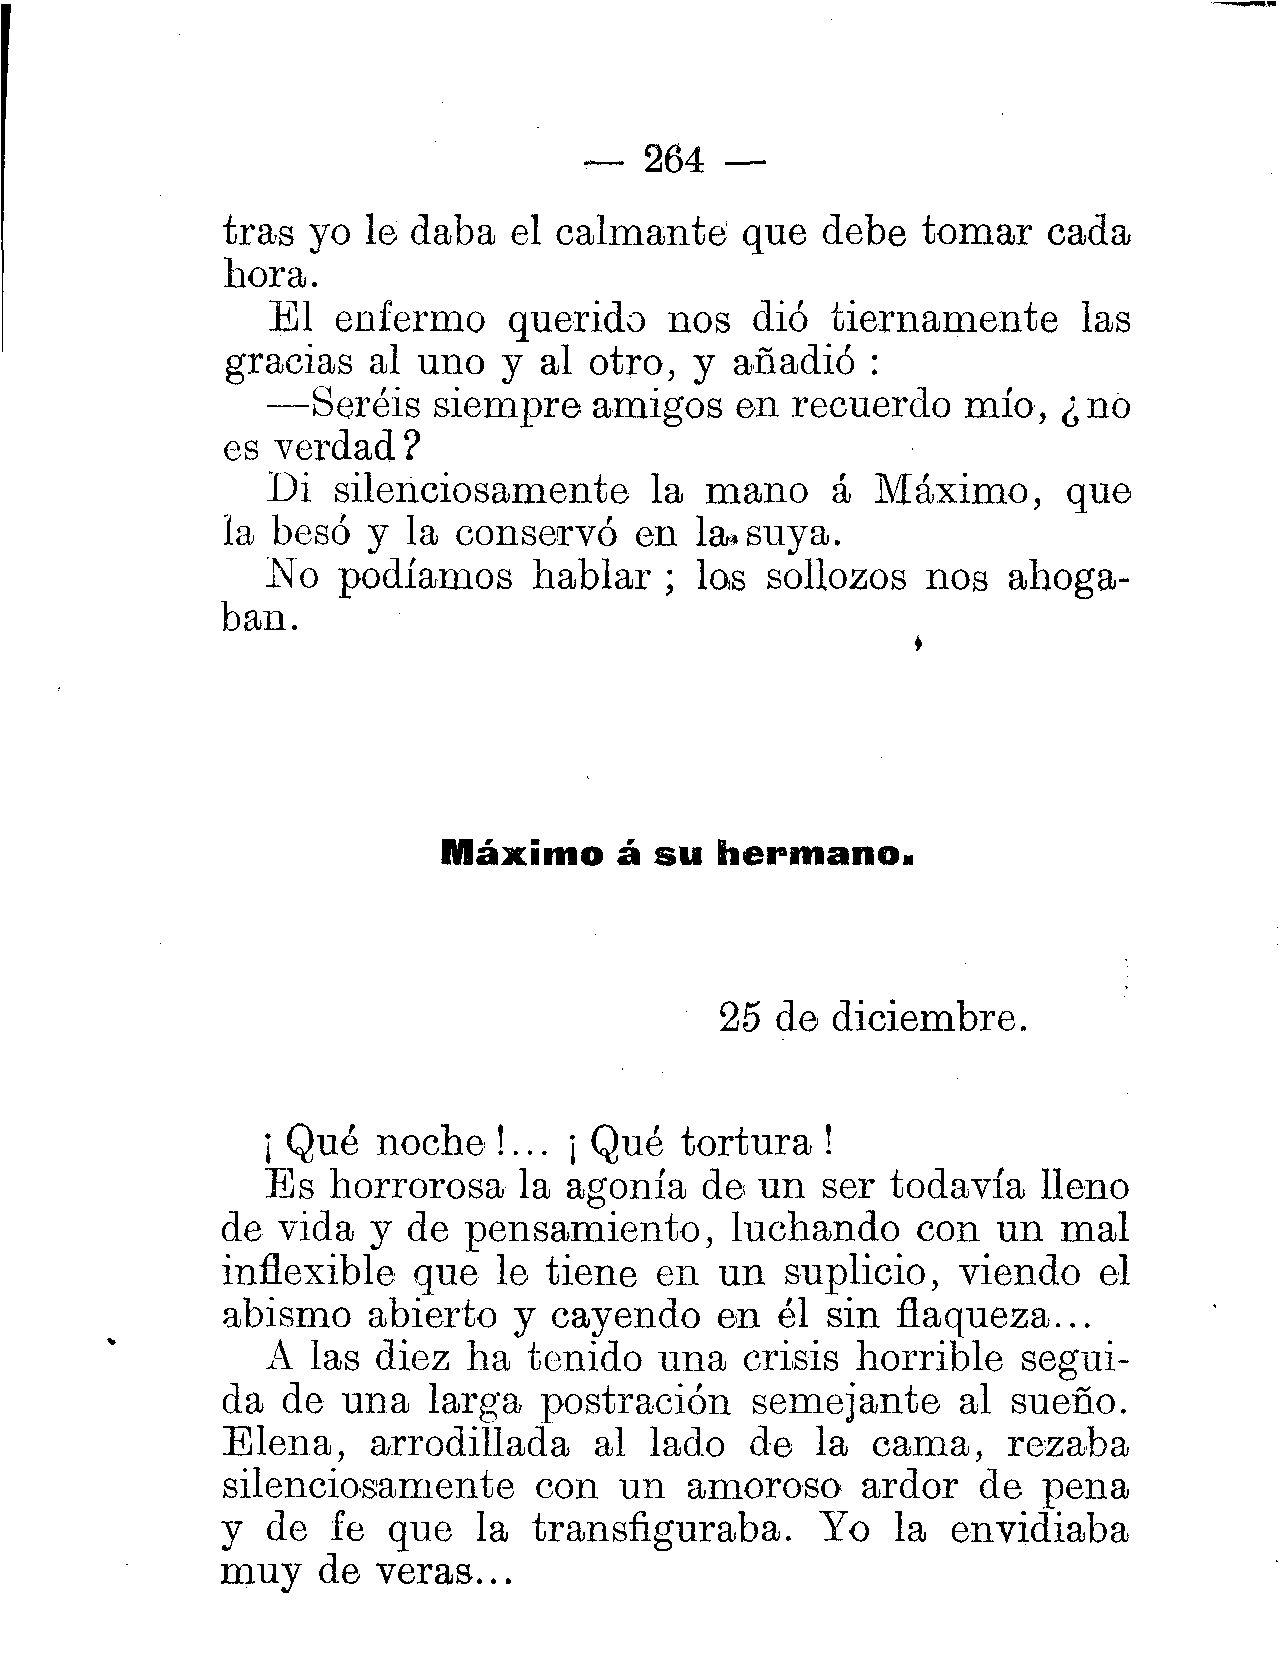 — 264 —
tras yo le daba el calmante que debe tomar cada
hora.
El enfermo querido nos dió tiernamente las
gracias al uno y al otro, y añadió :
—Seréis siempre amigos en recuerdo mío, ¿no
es verdad?
Di silenciosamente la mano á Máximo, que
la besó y la conservó en la suya.
No podíamos hablar ; los sollozos nos ahoga-
ban.
Máximo á su hermano.
25 de diciembre.
¡ Qué noche !... ¡ Qué tortura !
Es horrorosa la agonía de un ser todavía lleno
de vida y de pensamiento, luchando con un mal
inflexible que le tiene en un suplicio, viendo el
abismo abierto y cayendo en él sin flaqueza...
A las diez ha tenido una crisis horrible segui-
da de una larga postración semejante al sueño.
Elena, arrodillada al lado de la cama, rezaba
silenciosamente con un amoroso ardor de pena
y de fe que la transfiguraba. Yo la envidiaba
muy de veras...